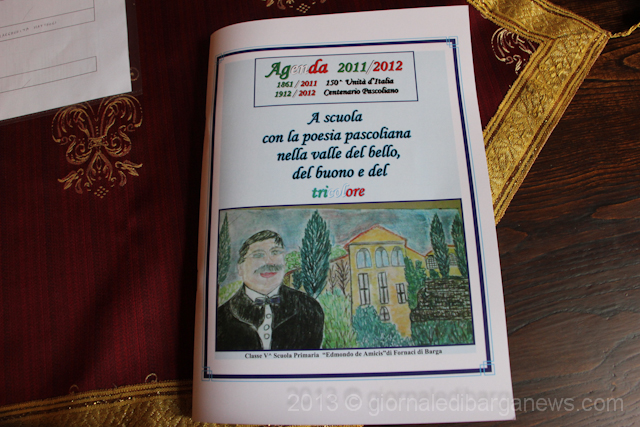 Agenda 2011/2012
1861 / 2011 150° Unità d'Italia
1912 / 2012 Centenario Pascoliano
A scuola
con la poesia pascoliana
nella valle del bello,
del buono e del
tricolore
Classe V^ Scuola Primaria "Edmondo de Amicis"di Fornaci di Barga
2013 © giornaledibarganews.com